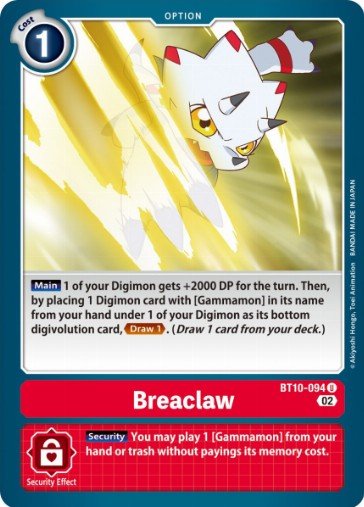 OPTION
Cost
1
Main 1 of your Digimon gets +2000 DP for the turn. Then,
by placing 1 Digimon card with [Gammamon] in its name
from your hand under 1 of your Digimon as its bottom
digivolution card, Draw 1. (Draw 1 card from your deck.)
©Akiyoshi Hongo, Toei Animation BANDAI MADE IN JAPAN
BT10-094 U
Breaclaw
02
Security You may play 1 [Gammamon] from your
hand or trash without payings its memory cost.
Security Effect